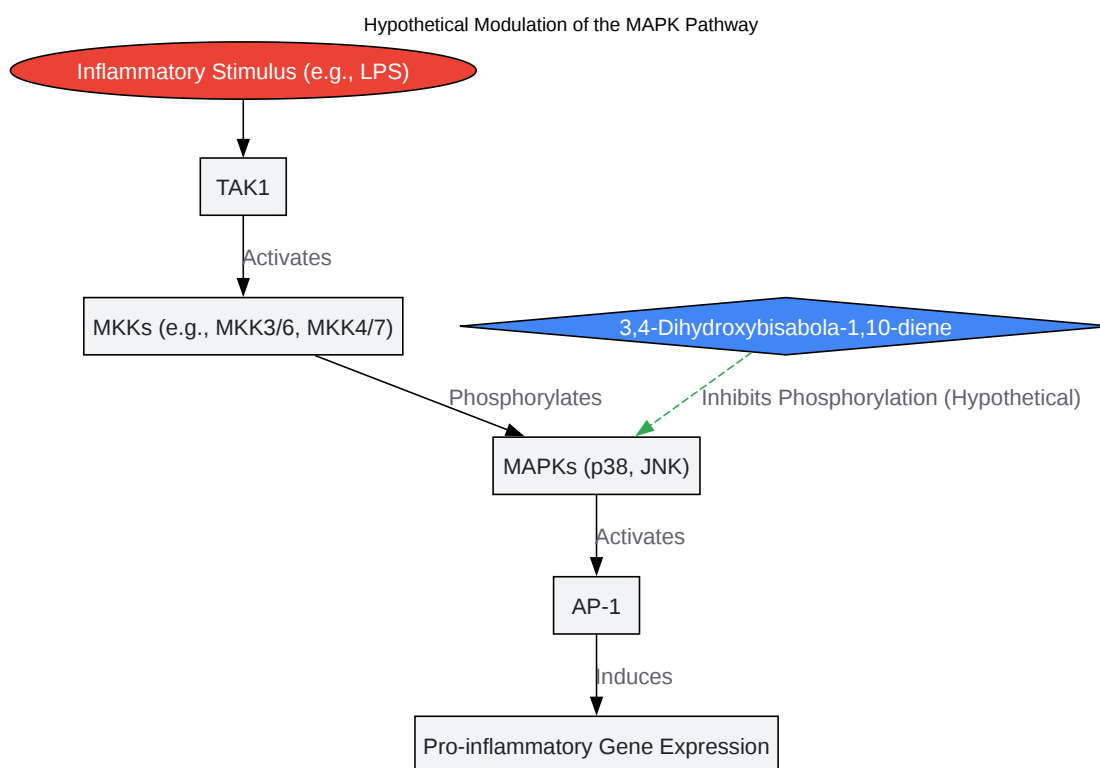 Hypothetical Modulation of the MAPK Pathway
Inflammatory Stimulus (e.g., LPS)
TAK1
Activates
MKKs (e.g., MKK3/6, MKK4/7)
3,4-Dihydroxybisabola-1,10-diene
Phosphorylates
Inhibits Phosphorylation (Hypothetical)
MAPKs (p38, JNK)
Activates
AP-1
Induces
Pro-inflammatory Gene Expression